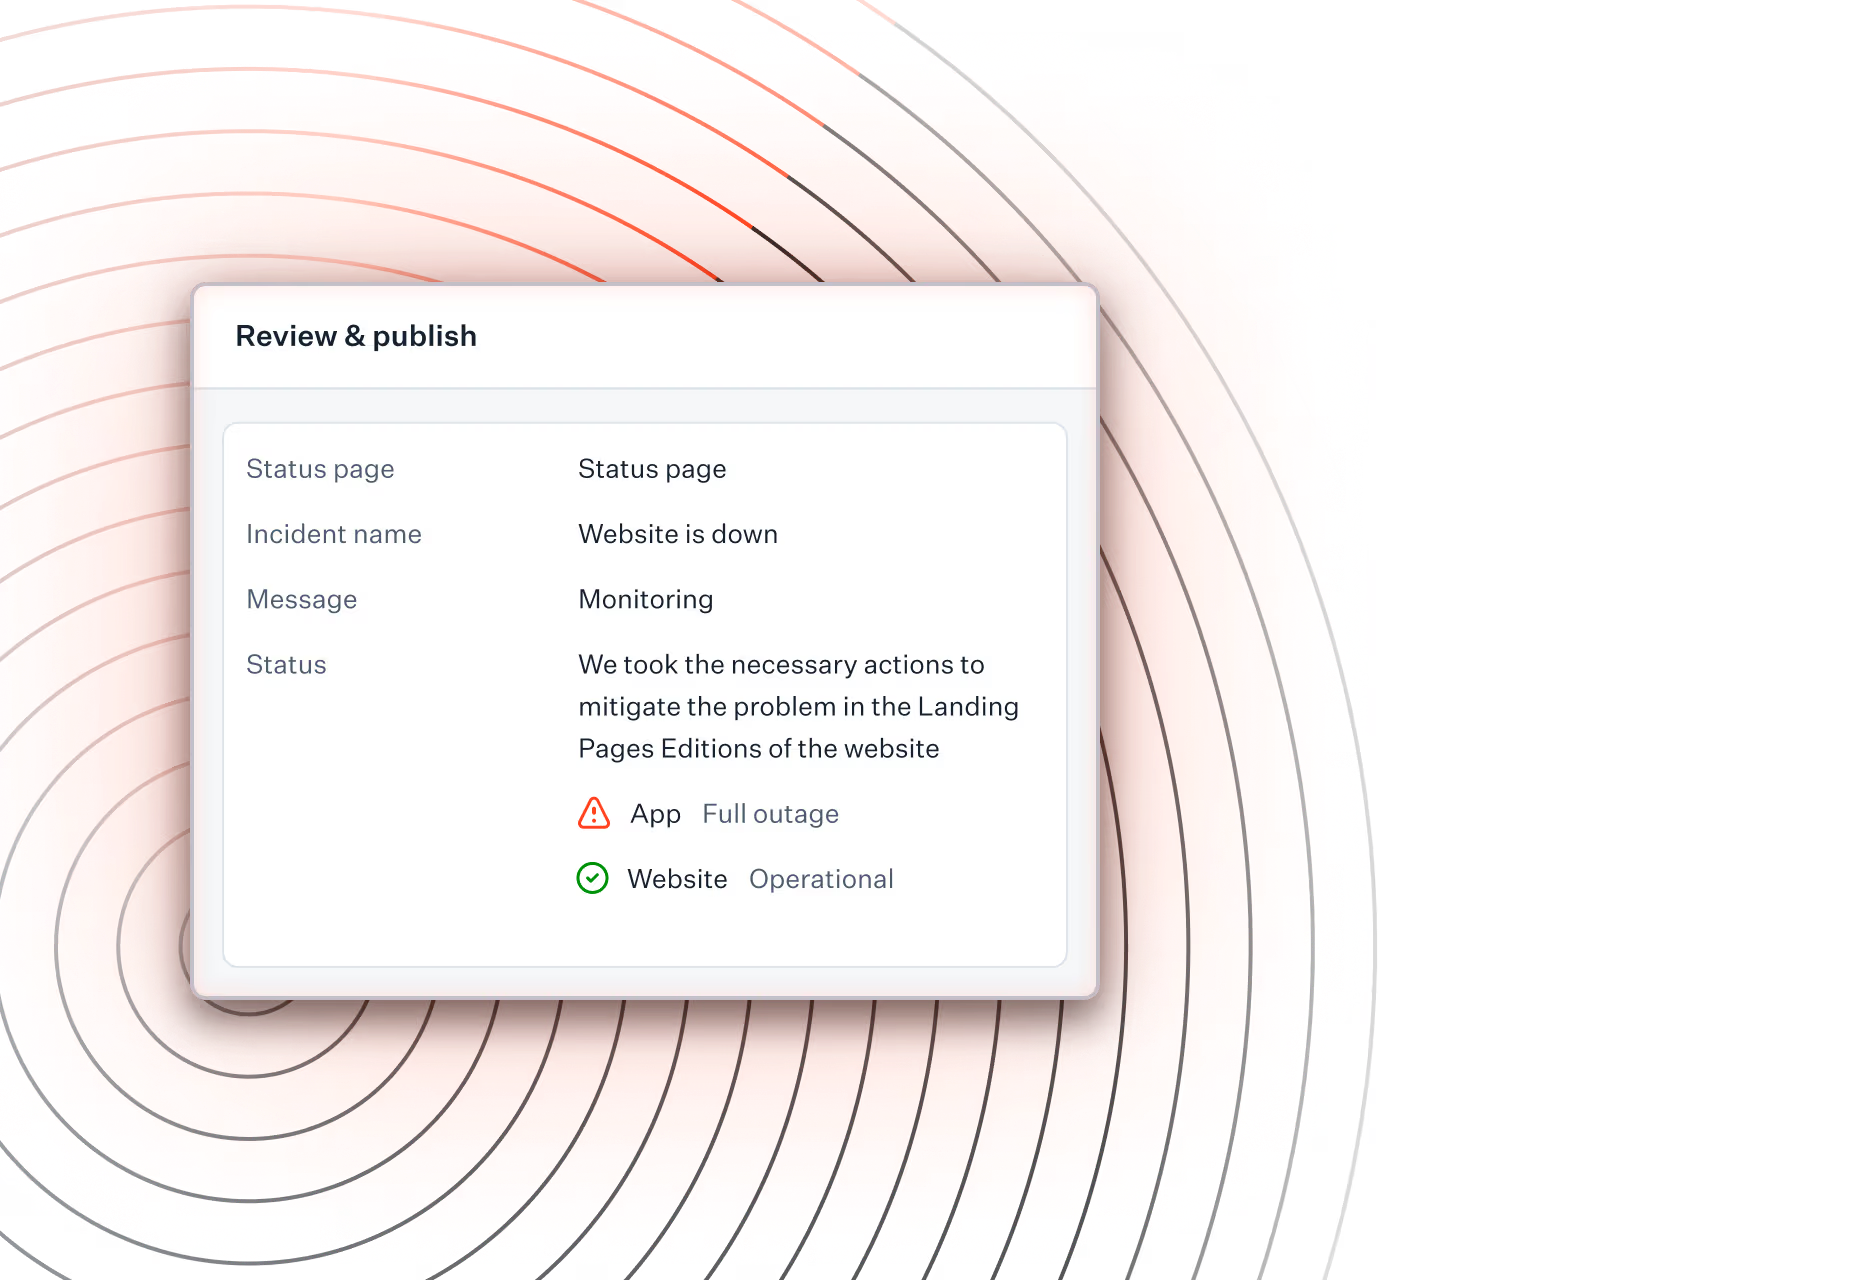 Review & publish
Status page Status page
Incident name Website is down
Message Monitoring
Status We took the necessary actions to
mitigate the problem in the Landing
Pages Editions of the website
App Full outage
Website Operational